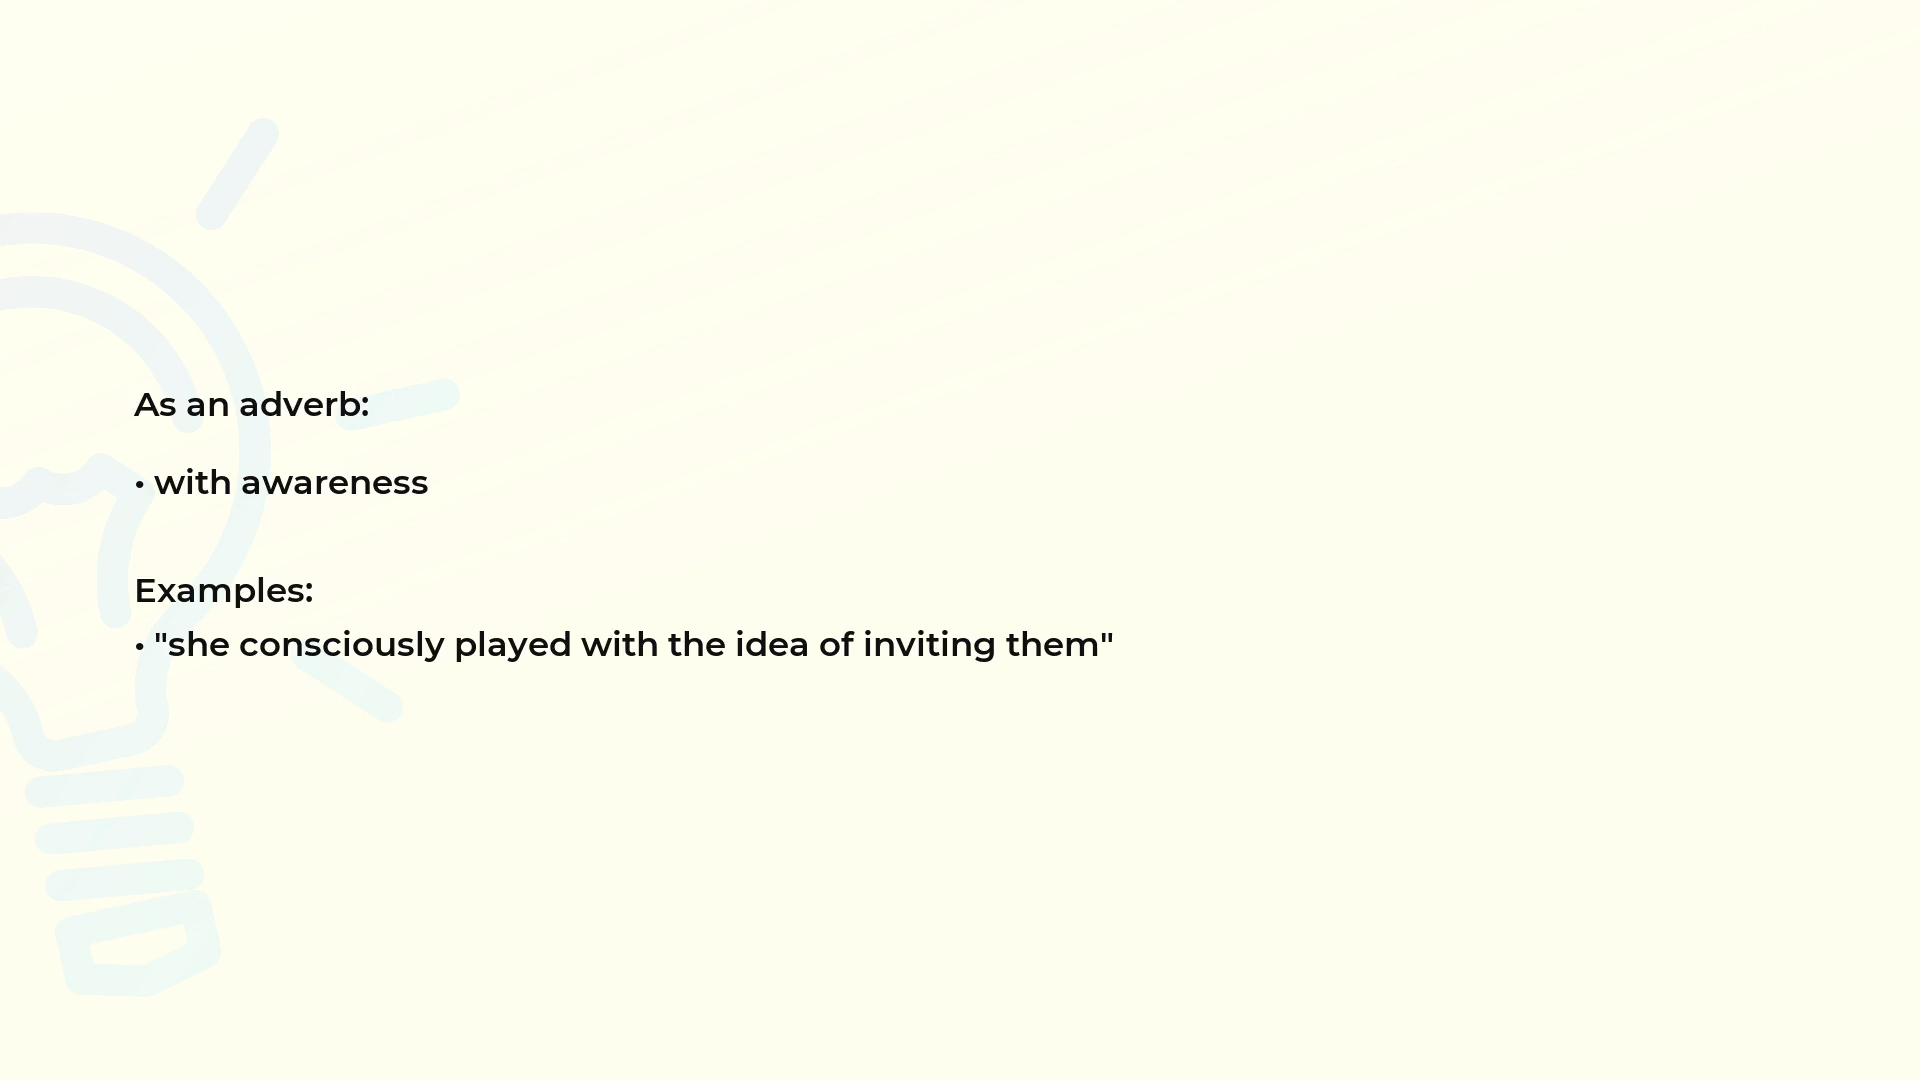 As an adverb:
• with awareness
Examples:
• "she consciously played with the idea of inviting them"